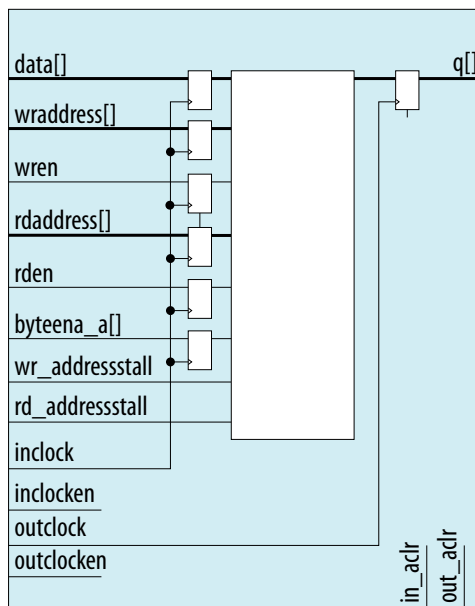 data[]
q[]
wraddress[]
wren
rdaddress[]
rden
byteena_a[]
wr_addressstall
rd_addressstall
inclock
inclocken
outclock
outclocken
in_aclr
out_aclr